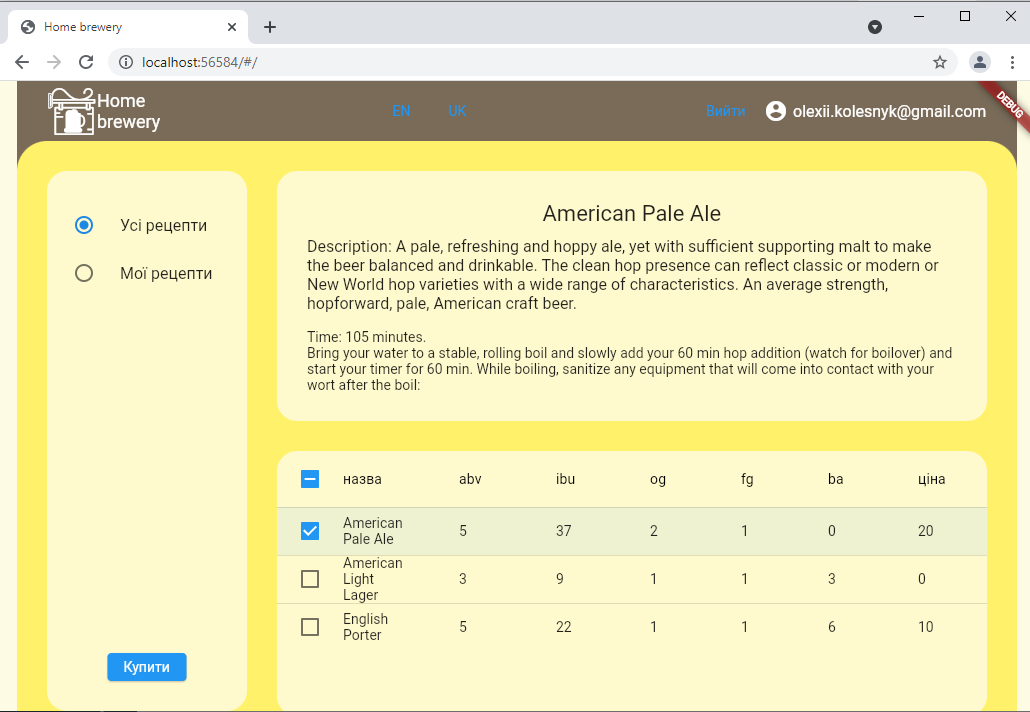 Home brewery
localhost:56584/#/
Home
brewery
EN
UK
Вийти
olexii.kolesnyk@gmail.com
DEBUG
Усі рецепти
Мої рецепти
Купити
American Pale Ale
Description: A pale, refreshing and hoppy ale, yet with sufficient supporting malt to make
the beer balanced and drinkable. The clean hop presence can reflect classic or modern or
New World hop varieties with a wide range of characteristics. An average strength,
hopforward, pale, American craft beer.
Time: 105 minutes.
Bring your water to a stable, rolling boil and slowly add your 60 min hop addition (watch for boilover) and
start your timer for 60 min. While boiling, sanitize any equipment that will come into contact with your
wort after the boil:
назва abv ibu og fg ba ціна
American
Pale Ale 5 37 2 1 0 20
American
Light
Lager 3 9 1 1 3 0
English
Porter 5 22 1 1 6 10